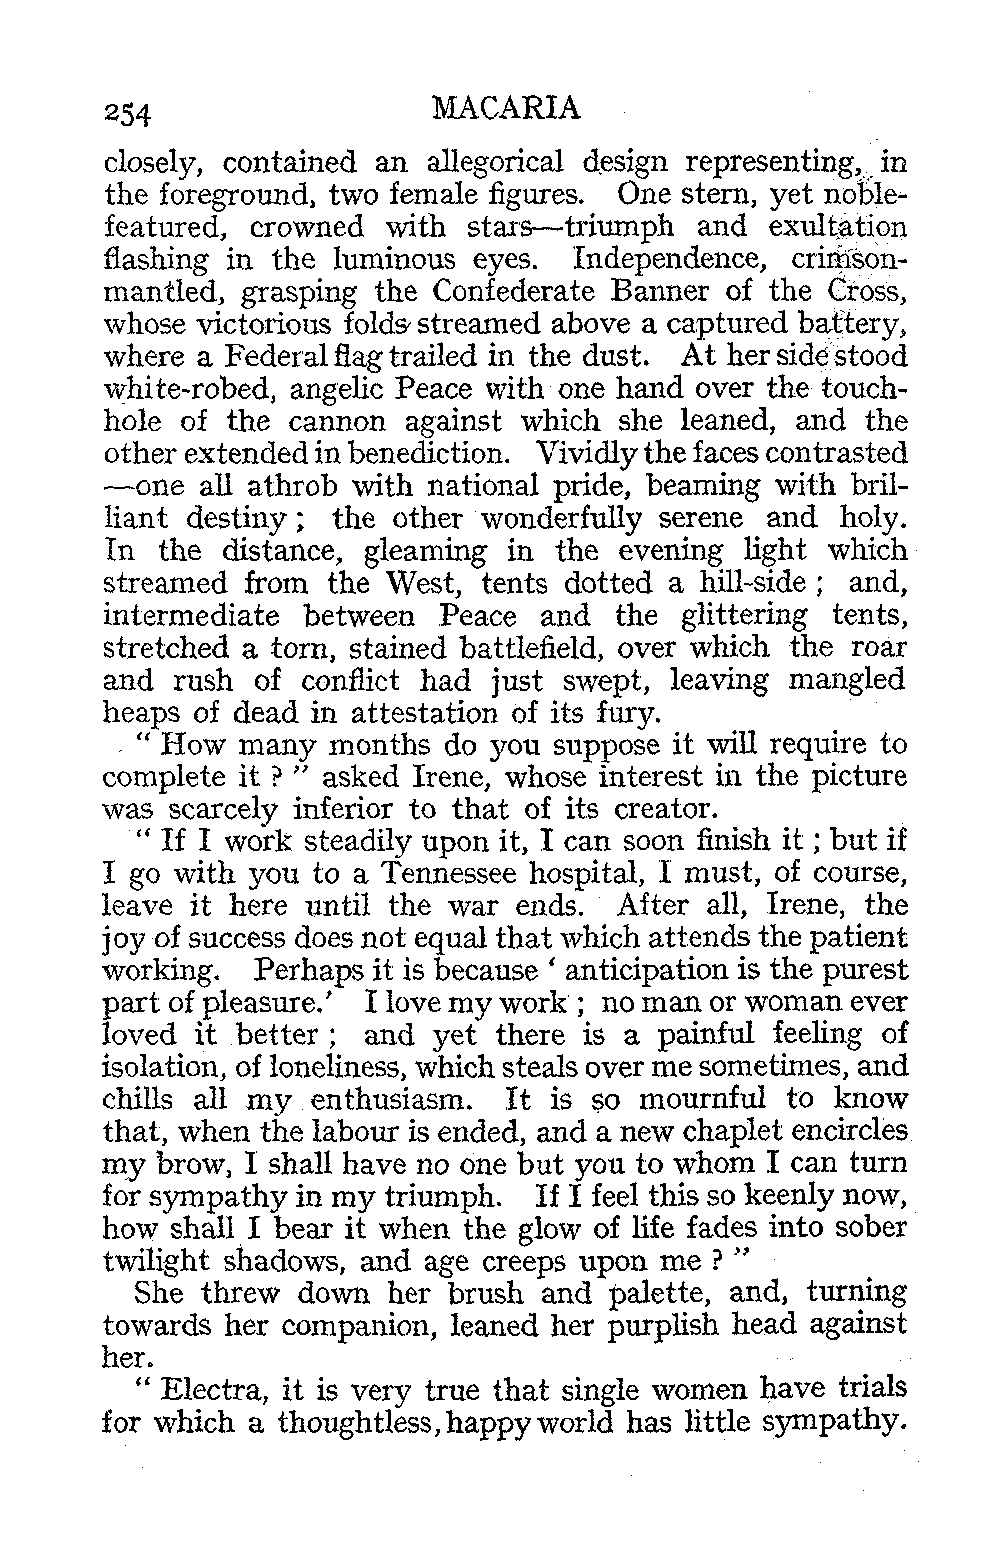 254 MACARIA
closely, contained an allegorical design representing, in
the foreground, two female figures. One stern, yet noble-
featured, crowned with stars—triumph and exultation
flashing in the luminous eyes. Independence, crimson-
mantled, grasping the Confederate Banner of the Cross,
whose victorious folds streamed above a captured battery,
where a Federal flag trailed in the dust. At her side stood
white-robed, angelic Peace with one hand over the touch-
hole of the cannon against which she leaned, and the
other extended in benediction. Vividly the faces contrasted
—one all athrob with national pride, beaming with bril-
liant destiny ; the other wonderfully serene and holy.
In the distance, gleaming in the evening light which
streamed from the West, tents dotted a hill-side ; and,
intermediate between Peace and the glittering tents,
stretched a torn, stained battlefield, over which the roar
and rush of conflict had just swept, leaving mangled
heaps of dead in attestation of its fury.
“ How many months do you suppose it will require to
complete it ? ” asked Irene, whose interest in the picture
was scarcely inferior to that of its creator.
“ If I work steadily upon it, I can soon finish it ; but if
I go with you to a Tennessee hospital, I must, of course,
leave it here until the war ends. After all, Irene, the
joy of success does not equal that which attends the patient
working. Perhaps it is because ‘ anticipation is the purest
part of pleasure.’ I love my work ; no man or woman ever
loved it better ; and yet there is a painful feeling of
isolation, of loneliness, which steals over me sometimes, and
chills all my enthusiasm. It is so mournful to know
that, when the labour is ended, and a new chaplet encircles
my brow, I shall have no one but you to whom I can turn
for sympathy in my triumph. If I feel this so keenly now,
how shall I bear it when the glow of life fades into sober
twilight shadows, and age creeps upon me ? ”
She threw down her brush and palette, and, turning
towards her companion, leaned her purplish head against
her.
“ Electra, it is very true that single women have trials
for which a thoughtless, happy world has little sympathy.